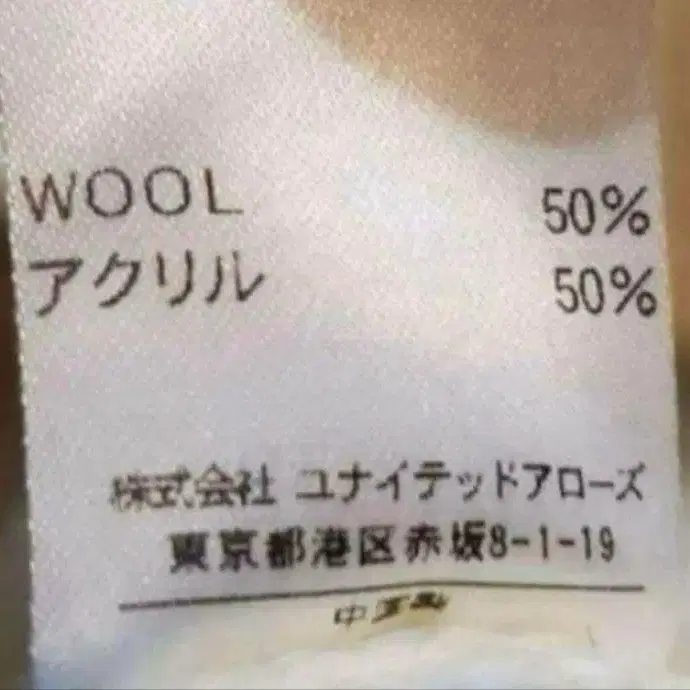 WOOL 50%
アクリル 50%
株式会社 ユナイテッドアローズ
東京都港区赤坂8-1-19
中国製